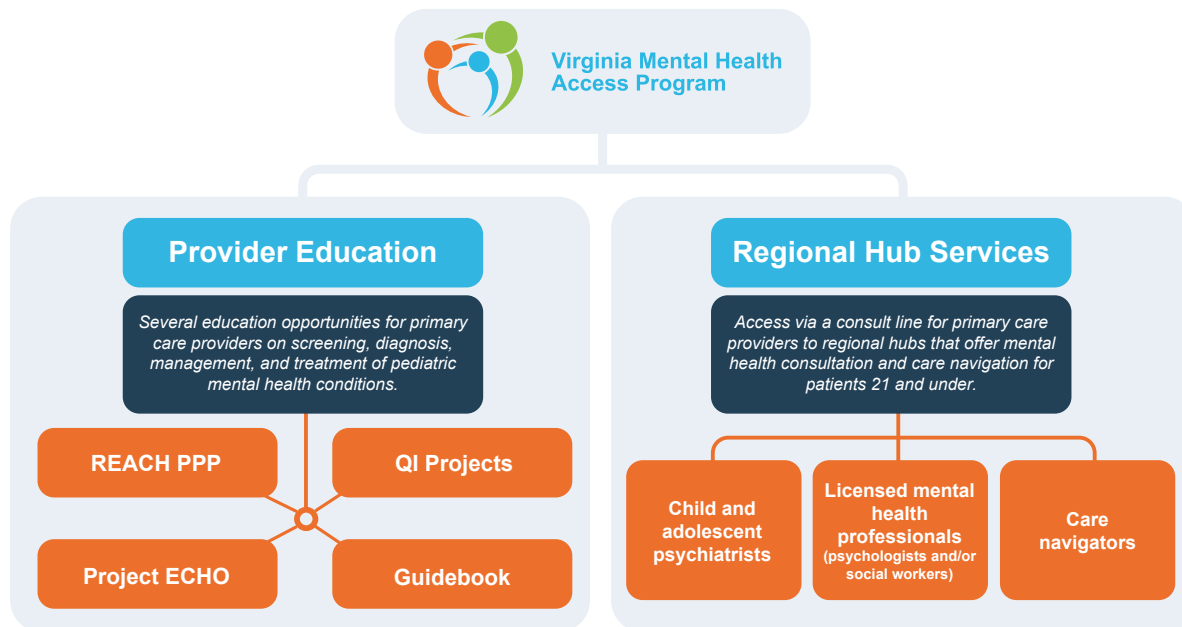 Virginia Mental Health
Access Program
Provider Education
Several education opportunities for primary
care providers on screening, diagnosis,
management, and treatment of pediatric
mental health conditions.
REACH PPP
QI Projects
Project ECHO
Guidebook
Regional Hub Services
Access via a consult line for primary care
providers to regional hubs that offer mental
health consultation and care navigation for
patients 21 and under.
Child and
adolescent
psychiatrists
Licensed mental
health
professionals
(psychologists and/or
social workers)
Care
navigators